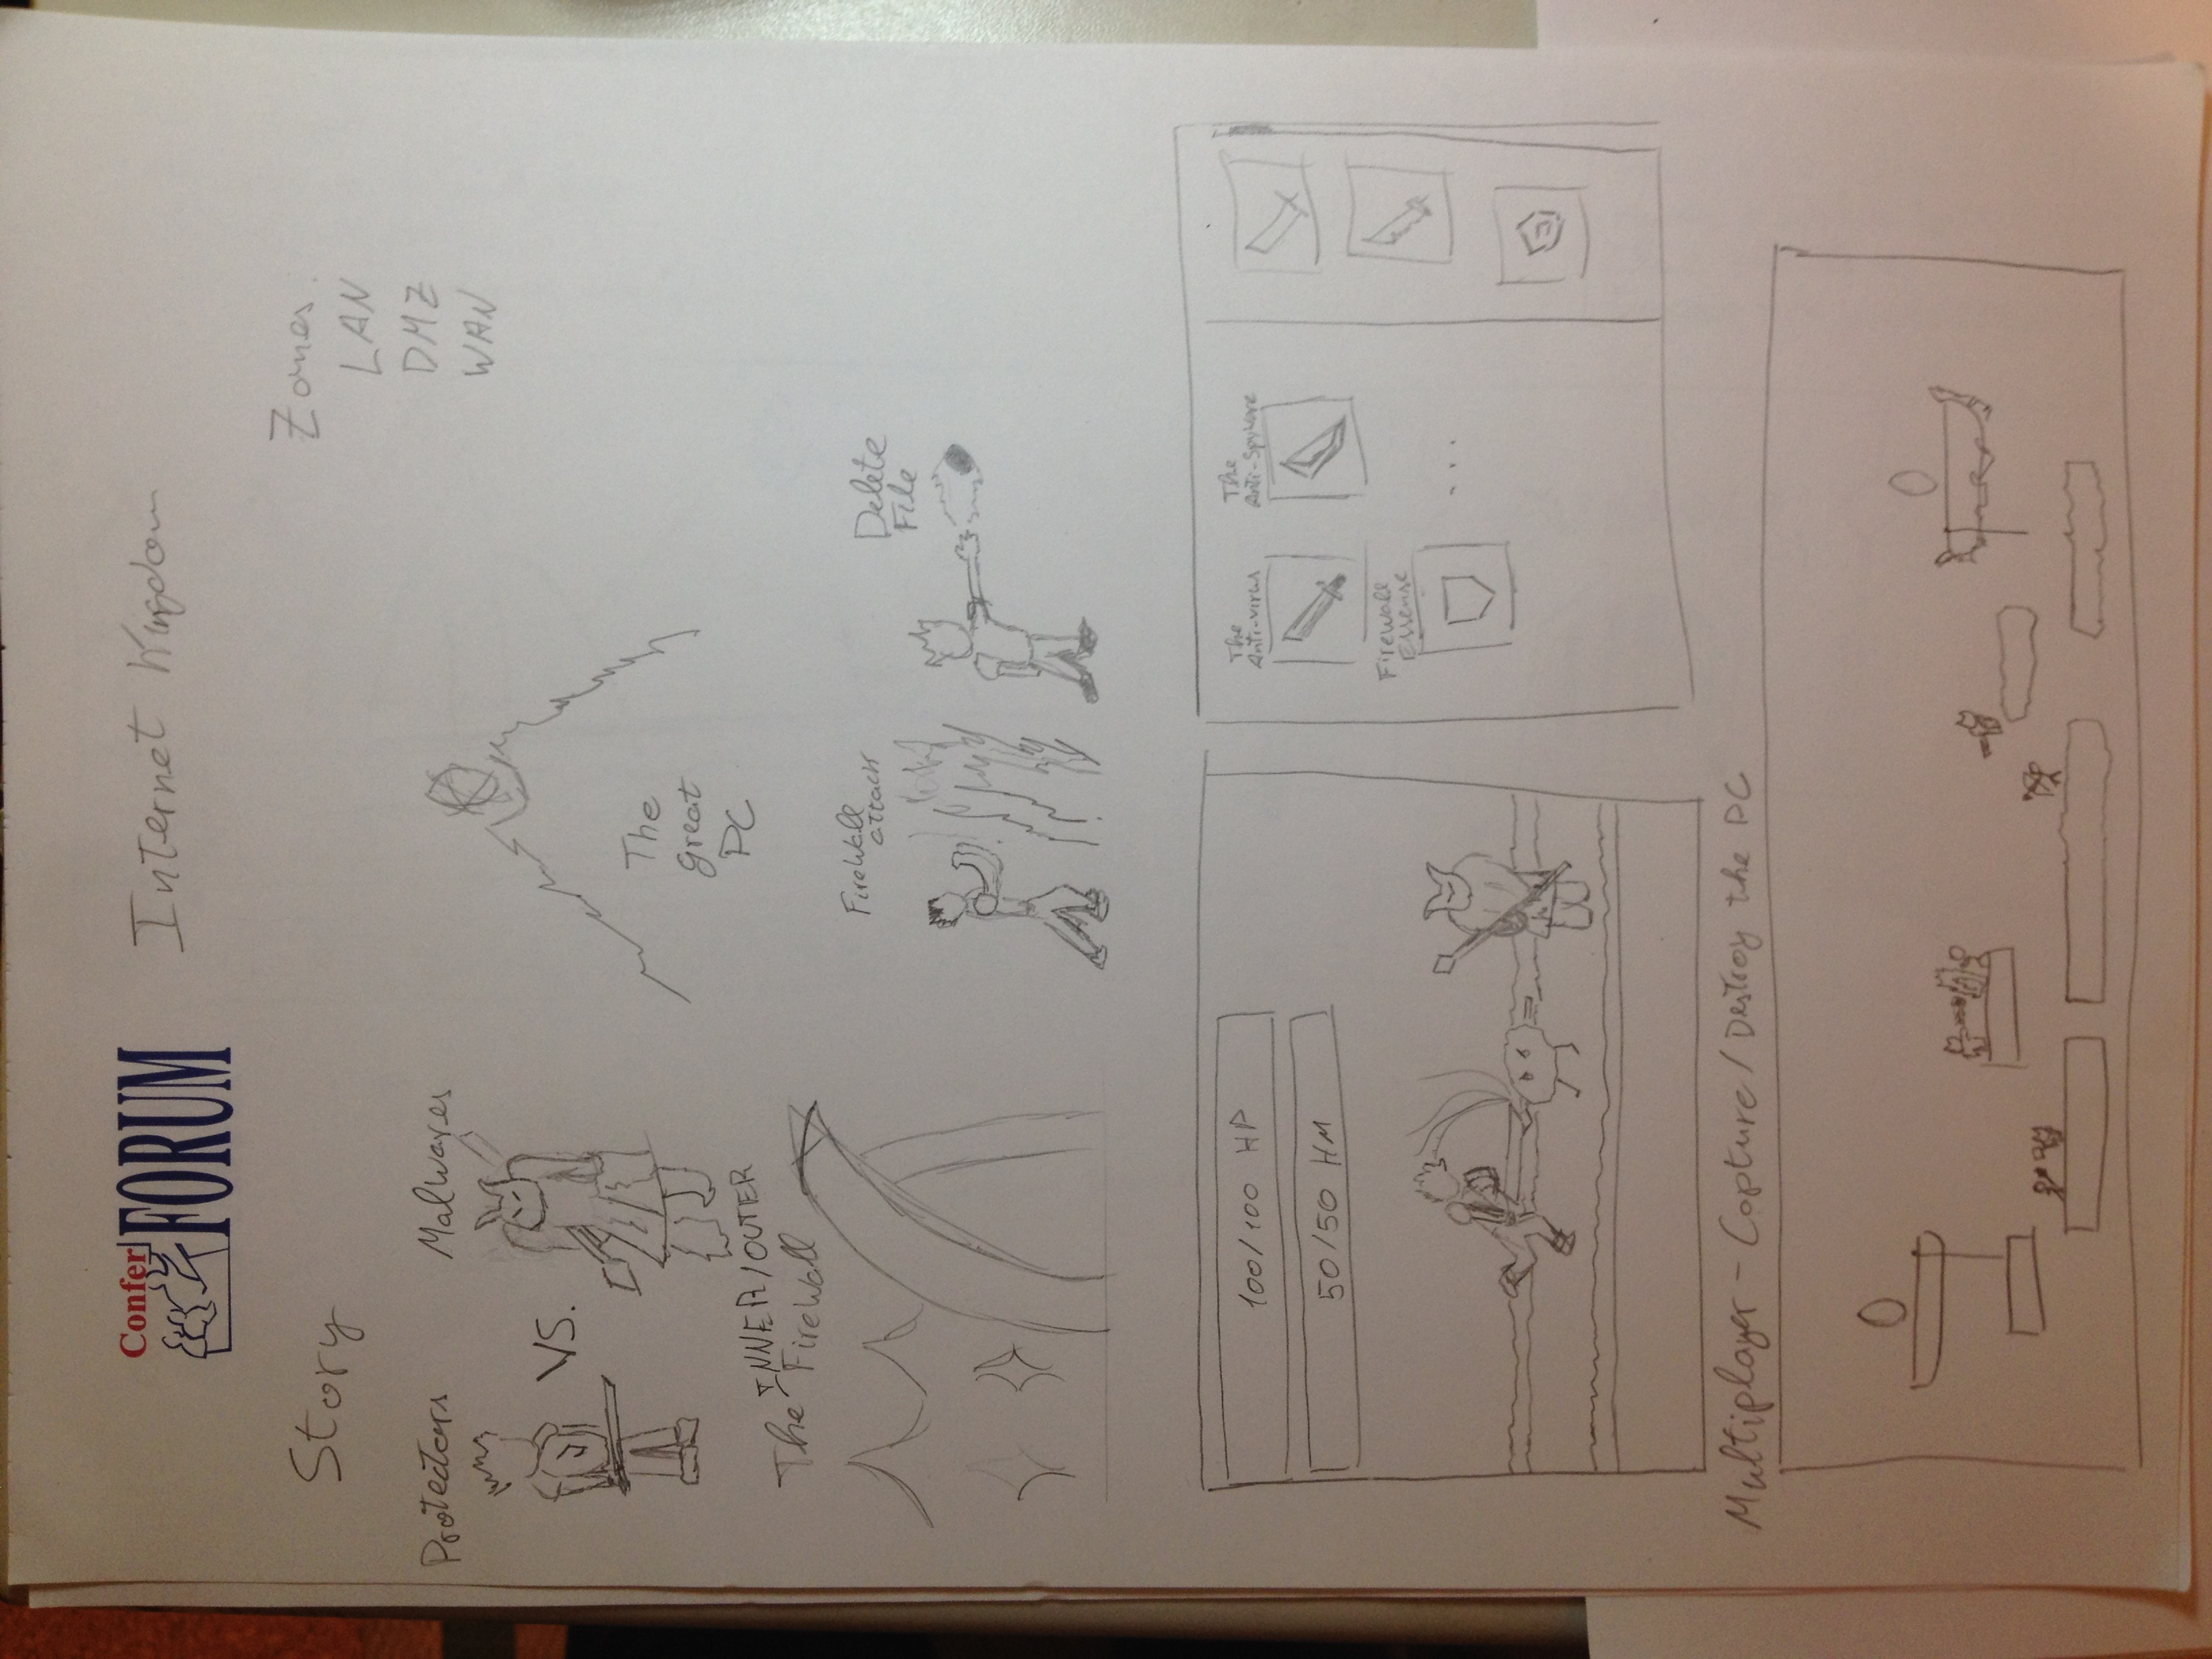 Confer
FORUM
Internet Kingdom
Story
Zones:
LAN
DMZ
WAN
Protectors
VS.
Malwares
The
Great
PC
The INNER/OUTER
Firewall
Firewall
attack
Delete
File
100/100 HP
50/50 HM
The
Anti-virus
The
Anti-Spyware
Firewall
Essense
...
Multiplayer - Capture/Destroy the PC